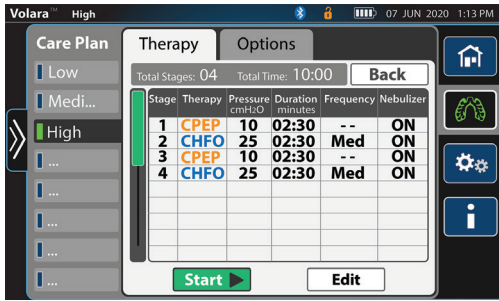 Volara™ High 07 JUN 2020 1:13 PM
Care Plan
Low
Medi...
High
...
...
...
...
...
Therapy Options
Total Stages: 04 Total Time: 10:00 Back
Stage Therapy Pressure cmH2O Duration minutes Frequency Nebulizer
1 CPEP 10 02:30 -- ON
2 CHFO 25 02:30 Med ON
3 CPEP 10 02:30 -- ON
4 CHFO 25 02:30 Med ON
Start Edit